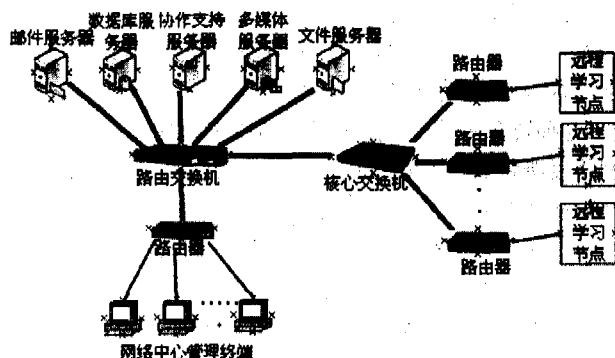 邮件服务器
数据库服
务器
协作支持
服务器
多媒体
服务器
文件服务器
路由交换机
核心交换机
路由器
路由器
路由器
远程
学习
节点
远程
学习
节点
远程
学习
节点
路由器
网络中心管理终端